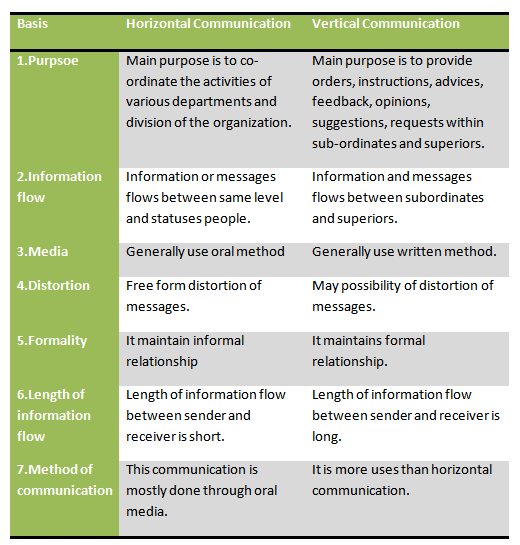 Basis Horizontal Communication Vertical Communication
1.Purpsoe
Main purpose is to co-
ordinate the activities of
various departments and
division of the organization.
Main purpose is to provide
orders, instructions, advices,
feedback, opinions,
suggestions, requests within
sub-ordinates and superiors.
2.Information
flow
Information or messages
flows between same level
and statuses people.
Information and messages
flows between subordinates
and superiors.
3.Media
Generally use oral method
Generally use written method.
4.Distortion
Free form distortion of
messages.
May possibility of distortion of
messages.
5.Formality
It maintain informal
relationship
It maintains formal
relationship.
6.Length of
information
flow
Length of information flow
between sender and
receiver is short.
Length of information flow
between sender and receiver is
long.
7.Method of
communication
This communication is
mostly done through oral
media.
It is more uses than horizontal
communication.